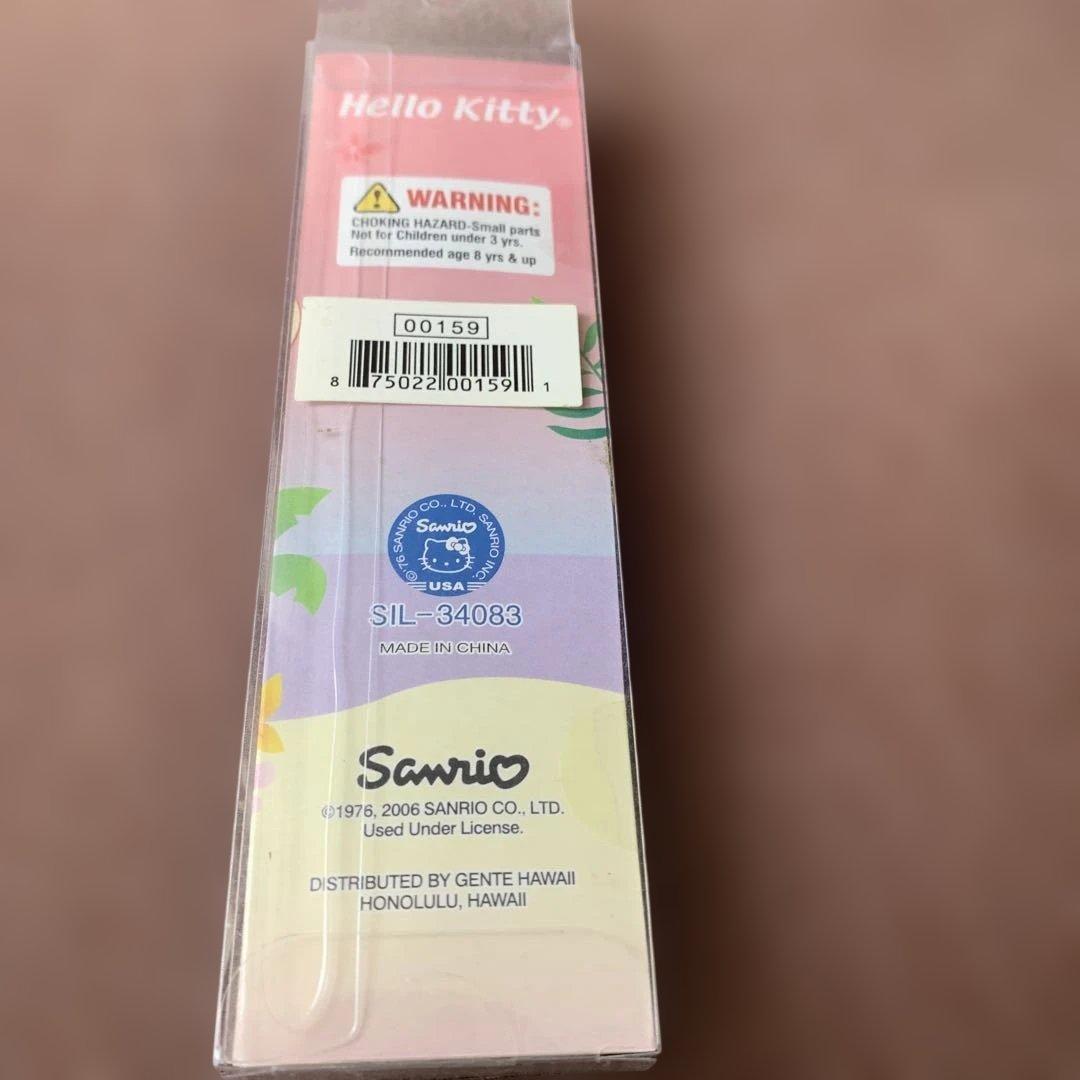 Hello Kitty®
WARNING:
CHOKING HAZARD-Small parts
Not for Children under 3 yrs.
Recommended age 8 yrs & up
00159
8 75022 00159 1
©'76 SANRIO CO., LTD. SANRIO INC.
Sanrio
USA
SIL-34083
MADE IN CHINA
Sanrio
©1976, 2006 SANRIO CO., LTD.
Used Under License.
DISTRIBUTED BY GENTE HAWAII
HONOLULU, HAWAII